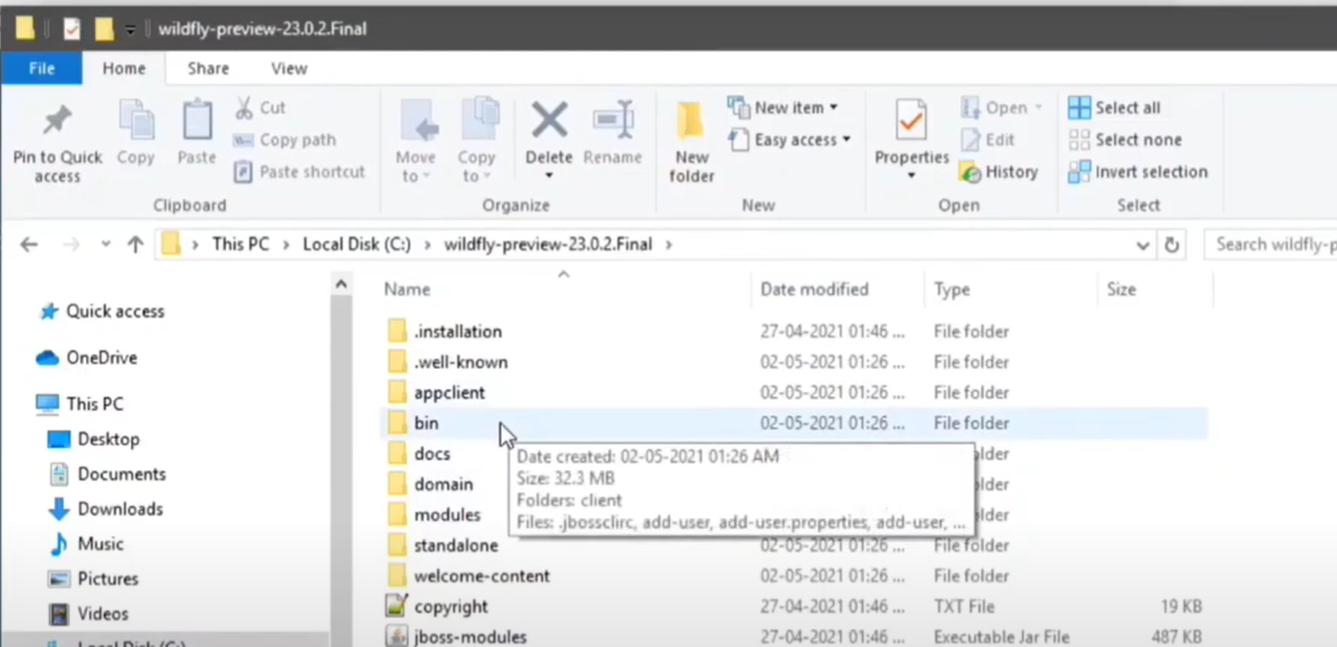 wildfly-preview-23.0.2.Final
File Home Share View
Pin to Quick access
Copy
Paste
Cut
Copy path
Paste shortcut
Clipboard
Move to
Copy to
Delete
Rename
Organize
New folder
New item
Easy access
New
Properties
Open
Edit
History
Open
Select all
Select none
Invert selection
Select
This PC > Local Disk (C:) > wildfly-preview-23.0.2.Final >
Search wildfly-p
Quick access
OneDrive
This PC
Desktop
Documents
Downloads
Music
Pictures
Videos
Local Disk (C:)
Name Date modified Type Size
.installation 27-04-2021 01:46 ... File folder
.well-known 02-05-2021 01:26 ... File folder
appclient 02-05-2021 01:26 ... File folder
bin 02-05-2021 01:26 ... File folder
docs older
domain older
modules older
Date created: 02-05-2021 01:26 AM
Size: 32.3 MB
Folders: client
Files: .jbossclirc, add-user, add-user.properties, add-user, ...
standalone 02-05-2021 01:26 ... File folder
welcome-content 02-05-2021 01:26 ... File folder
copyright 27-04-2021 01:46 ... TXT File 19 KB
jboss-modules 27-04-2021 01:46 ... Executable Jar File 487 KB